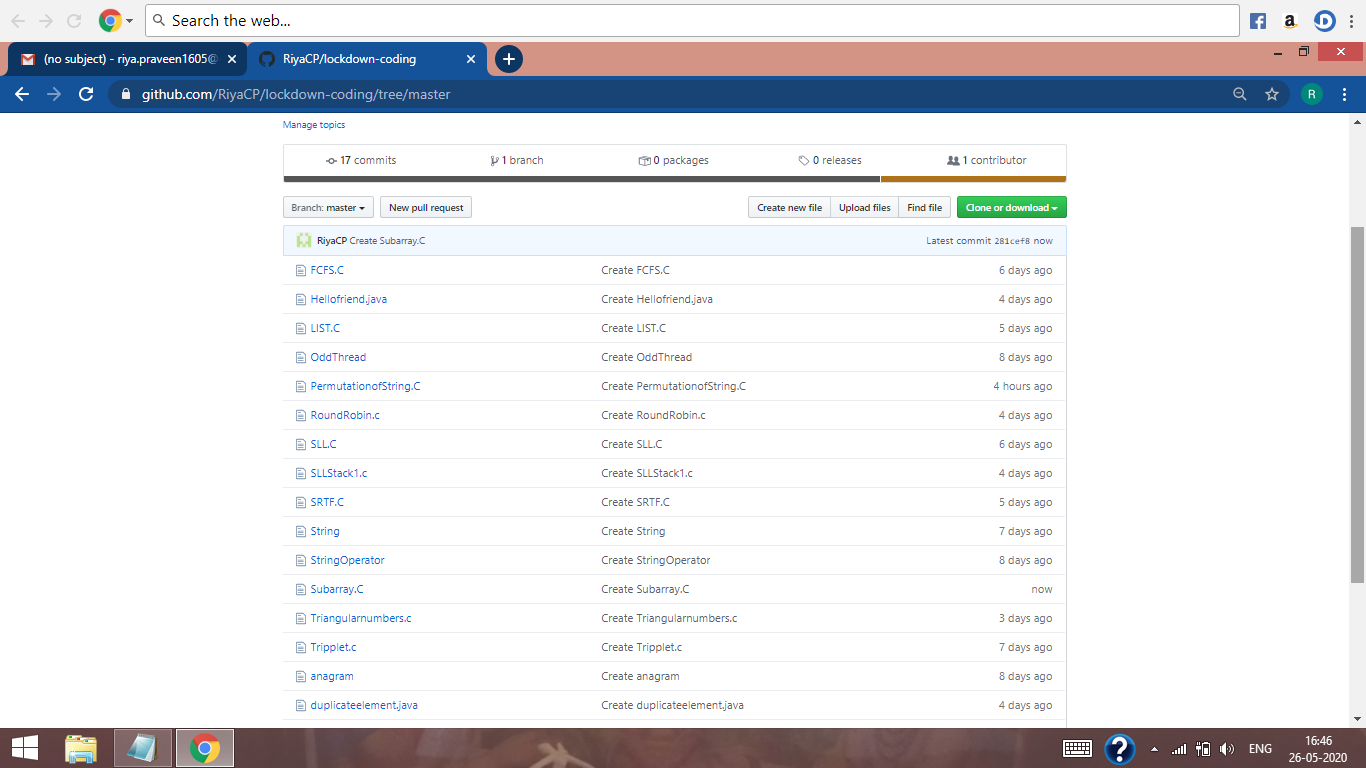 Search the web...
(no subject) - riya.praveen1605@
RiyaCP/lockdown-coding
github.com/RiyaCP/lockdown-coding/tree/master
R
Manage topics
17 commits 1 branch 0 packages 0 releases 1 contributor
Branch: master New pull request Create new file Upload files Find file Clone or download
RiyaCP Create Subarray.C Latest commit 281cef8 now
FCFS.C Create FCFS.C 6 days ago
Hellofriend.java Create Hellofriend.java 4 days ago
LIST.C Create LIST.C 5 days ago
OddThread Create OddThread 8 days ago
PermutationofString.C Create PermutationofString.C 4 hours ago
RoundRobin.c Create RoundRobin.c 4 days ago
SLL.C Create SLL.C 6 days ago
SLLStack1.c Create SLLStack1.c 4 days ago
SRTF.C Create SRTF.C 5 days ago
String Create String 7 days ago
StringOperator Create StringOperator 8 days ago
Subarray.C Create Subarray.C now
Triangularnumbers.c Create Triangularnumbers.c 3 days ago
Tripplet.c Create Tripplet.c 7 days ago
anagram Create anagram 8 days ago
duplicateelement.java Create duplicateelement.java 4 days ago
ENG
16:46
26-05-2020